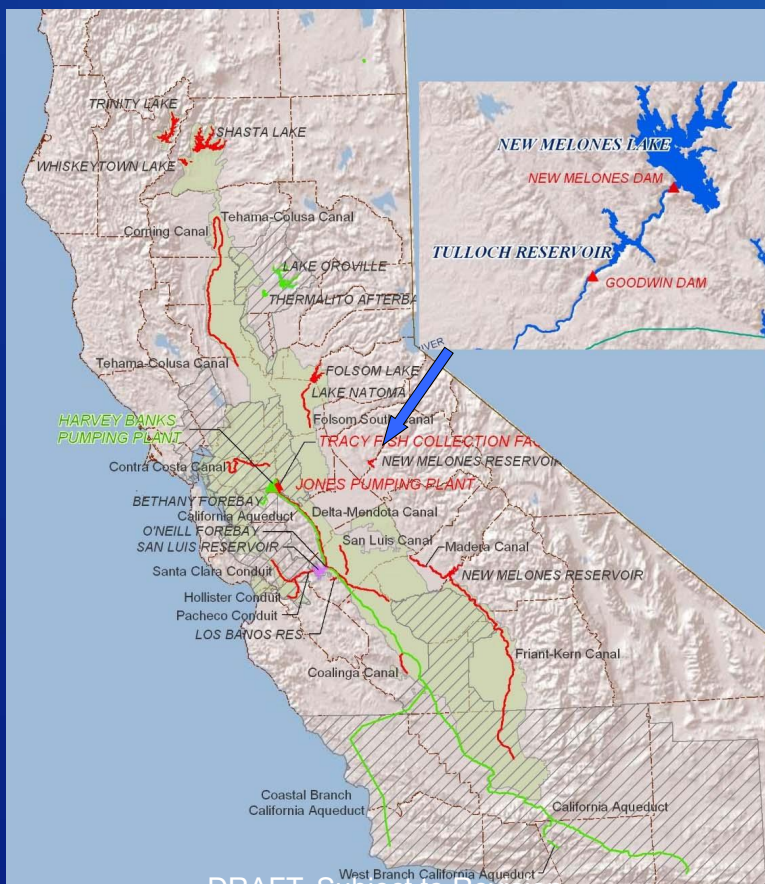 TRINITY LAKE
SHASTA LAKE
WHISKEYTOWN LAKE
NEW MELONES LAKE
NEW MELONES DAM
TULLOCH RESERVOIR
GOODWIN DAM
Tehama-Colusa Canal
Corning Canal
LAKE OROVILLE
THERMALITO AFTERBA
RIVER
Tehama-Colusa Canal
FOLSOM LAKE
LAKE NATOMA
HARVEY BANKS
PUMPING PLANT
Folsom South Canal
TRACY FISH COLLECTION FAC
Contra Costa Canal
NEW MELONES RESERVOIR
JONES PUMPING PLANT
BETHANY FOREBAY
California Aqueduct
Delta-Mendota Canal
O'NEILL FOREBAY
SAN LUIS RESERVOIR
San Luis Canal
Madera Canal
Santa Clara Conduit
NEW MELONES RESERVOIR
Hollister Conduit
Pacheco Conduit
LOS BANOS RES.
Friant-Kern Canal
Coalinga Canal
Coastal Branch
California Aqueduct
California Aqueduct
West Branch California Aqueduct
DRAFT, Subject to